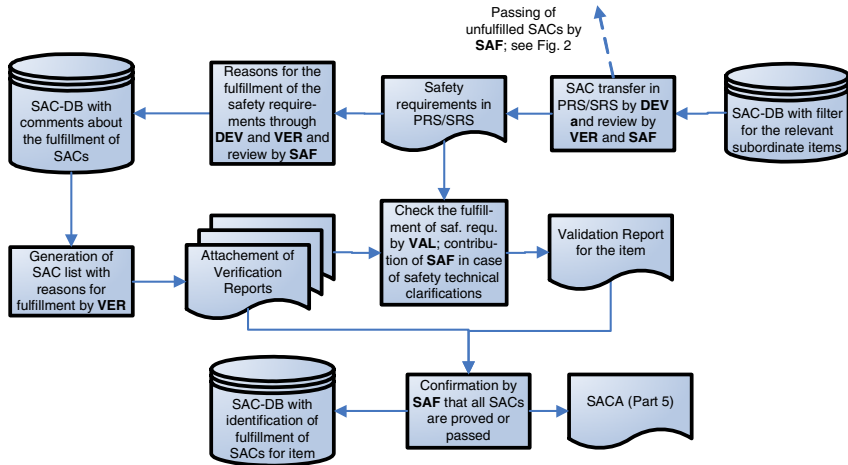 Passing of
unfulfilled SACs by
SAF; see Fig. 2
SAC-DB with
comments about
the fulfillment of
SACs
Reasons for the
fulfillment of the
safety require-
ments through
DEV and VER and
review by SAF
Safety
requirements in
PRS/SRS
SAC transfer in
PRS/SRS by DEV
and review by
VER and SAF
SAC-DB with filter
for the relevant
subordinate items
Generation of
SAC list with
reasons for
fulfillment by VER
Attachement of
Verification
Reports
Check the fulfill-
ment of saf. requ.
by VAL; contribu-
tion of SAF in case
of safety technical
clarifications
Validation Report
for the item
SAC-DB with
identification of
fulfillment of
SACs for item
Confirmation by
SAF that all SACs
are proved or
passed
SACA (Part 5)